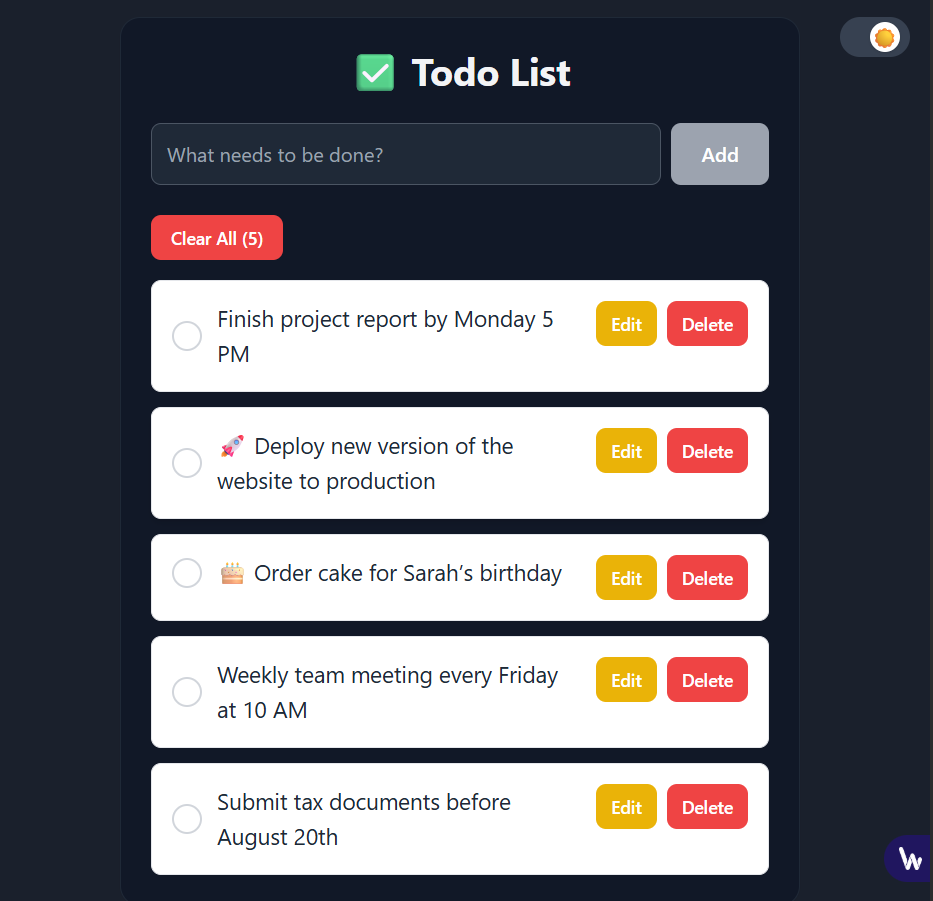 ✅ Todo List
What needs to be done?
Add
Clear All (5)
Finish project report by Monday 5
PM
Edit
Delete
🚀 Deploy new version of the
website to production
Edit
Delete
🎂 Order cake for Sarah’s birthday
Edit
Delete
Weekly team meeting every Friday
at 10 AM
Edit
Delete
Submit tax documents before
August 20th
Edit
Delete
W